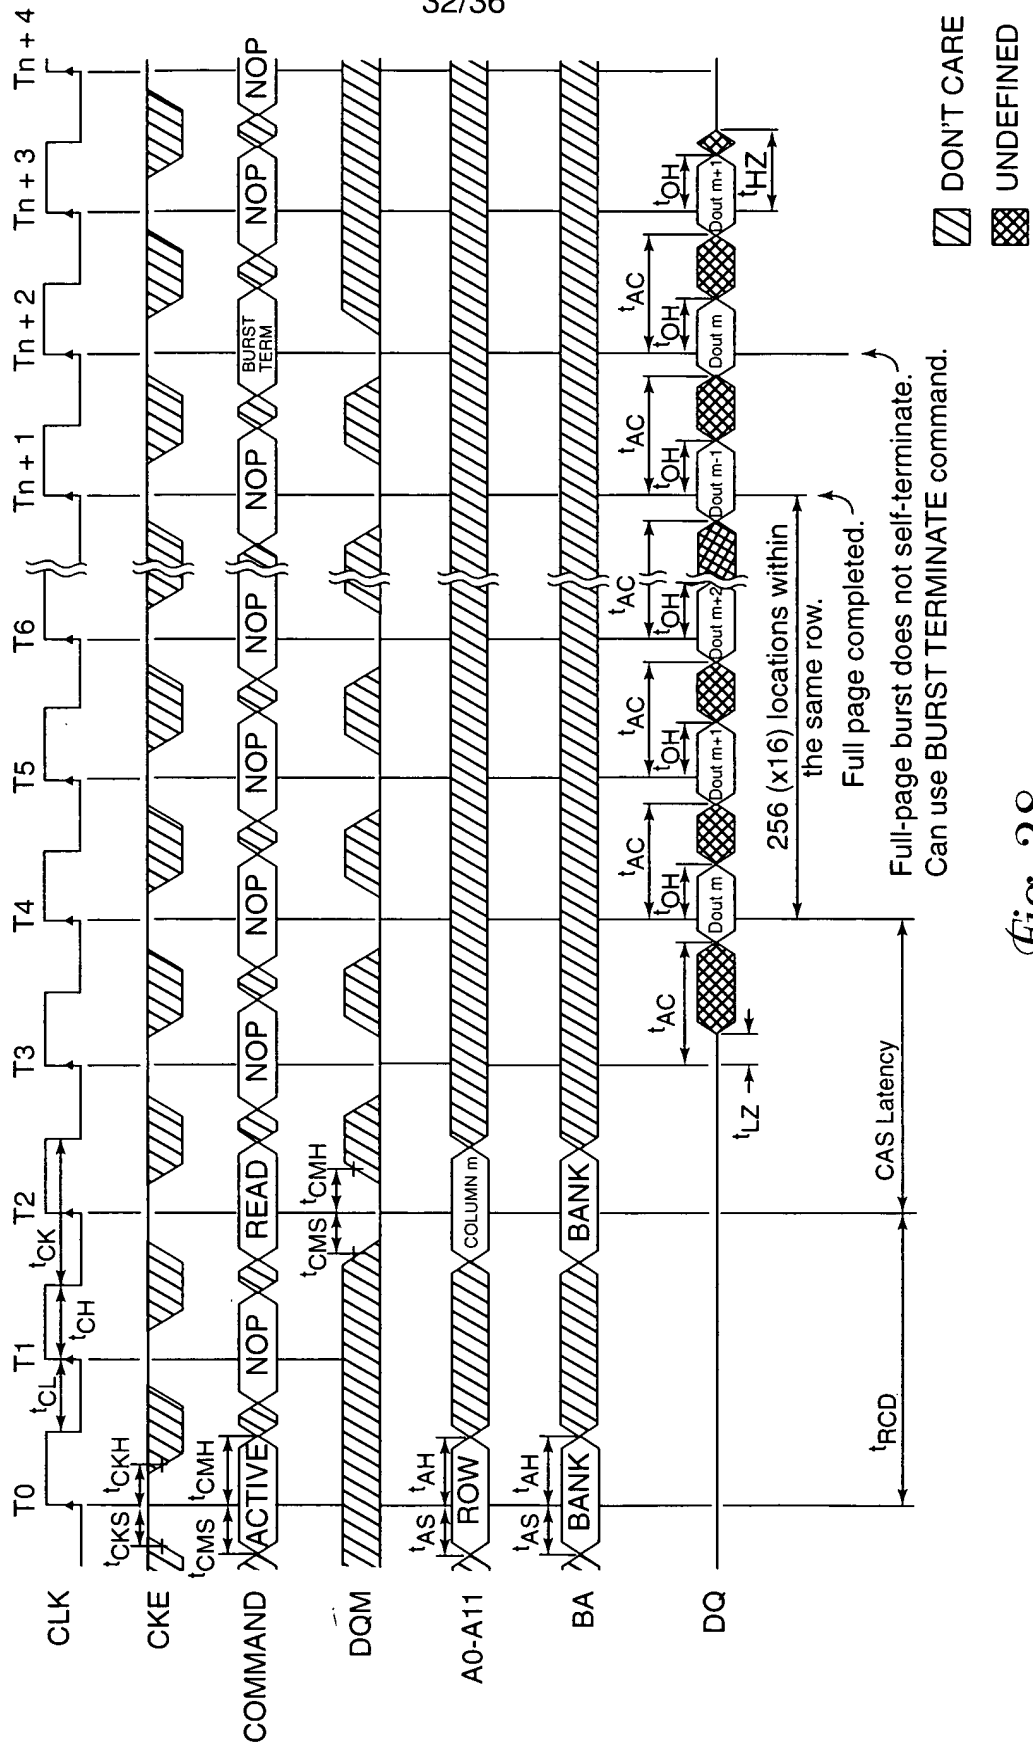 32/36
T0 T1 T2 T3 T4 T5 T6 Tn + 1 Tn + 2 Tn + 3 Tn + 4
CLK
tCL tCH tCK
CKE
tCKS tCKH
COMMAND
tCMS tCMH
ACTIVE NOP READ NOP NOP NOP NOP NOP BURST TERM NOP NOP
DQM
tCMS tCMH
A0-A11
tAS tAH
ROW COLUMN m
BA
tAS tAH
BANK BANK
tAC tAC tAC tAC tAC tAC tAC
tOH tOH tOH tOH tOH tOH
DQ
Dout m Dout m+1 Dout m+2 Dout m-1 Dout m Dout m+1
tLZ tHZ
256 (x16) locations within
the same row.
Full page completed.
tRCD CAS Latency
Full-page burst does not self-terminate.
Can use BURST TERMINATE command.
DON'T CARE
UNDEFINED
Fig. 28